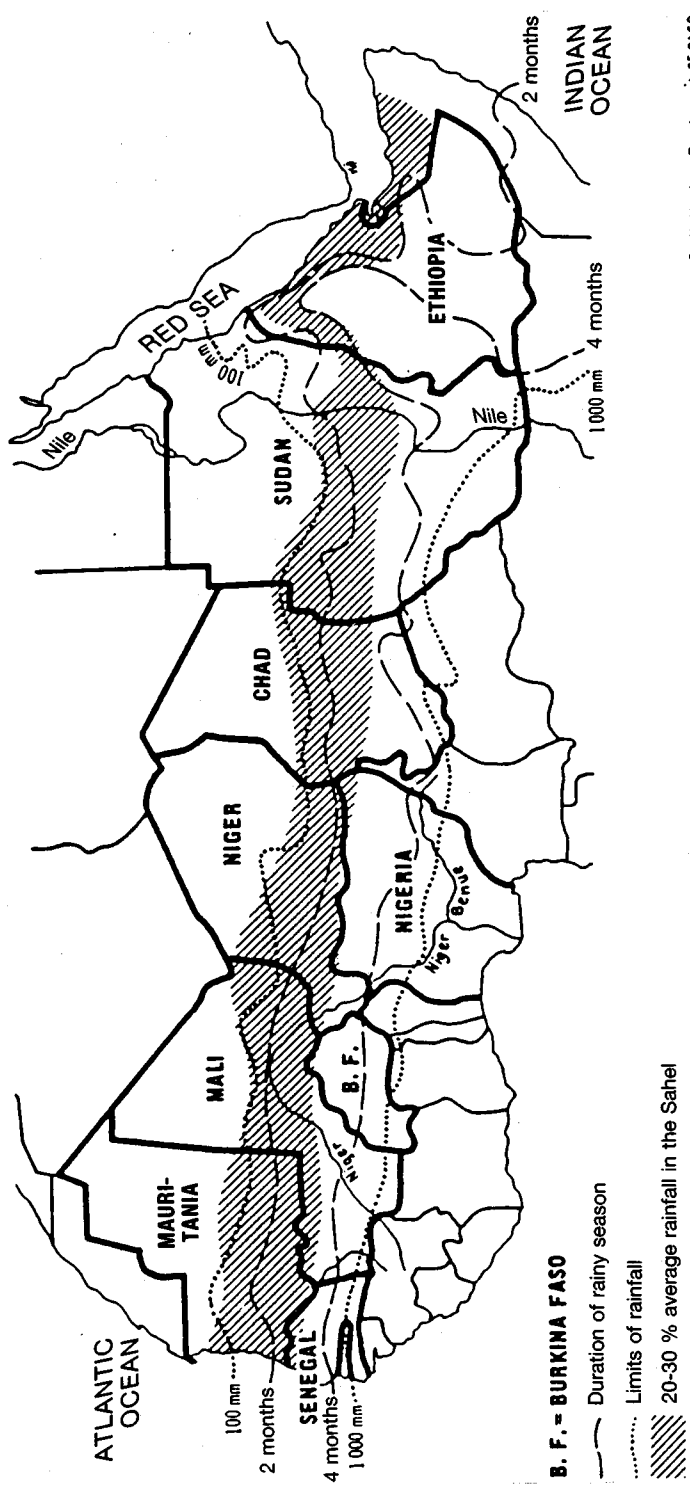 ATLANTIC
OCEAN
RED SEA
INDIAN
OCEAN
MAURI-
TANIA
MALI
NIGER
CHAD
SUDAN
ETHIOPIA
SENEGAL
B. F.
NIGERIA
Nile
Nile
Niger
Niger
Benue
100 mm
2 months
4 months
1000 mm
100 mm
1000 mm
4 months
2 months
B. F. = BURKINA FASO
Duration of rainy season
Limits of rainfall
20-30 % average rainfall in the Sahel